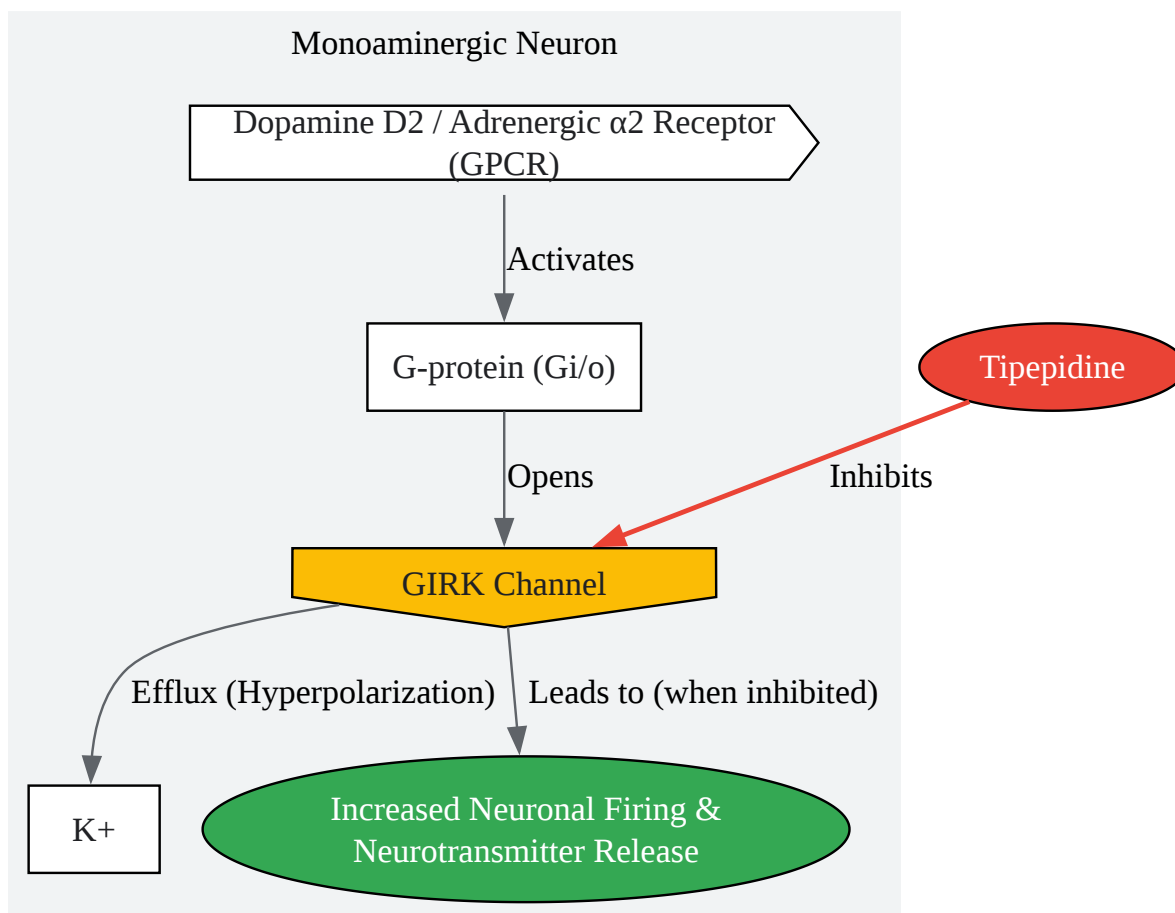 Monoaminergic Neuron
Dopamine D2 / Adrenergic α2 Receptor
(GPCR)
Activates
G-protein (Gi/o)
Tipepidine
Opens
Inhibits
GIRK Channel
Efflux (Hyperpolarization)
Leads to (when inhibited)
K+
Increased Neuronal Firing &
Neurotransmitter Release